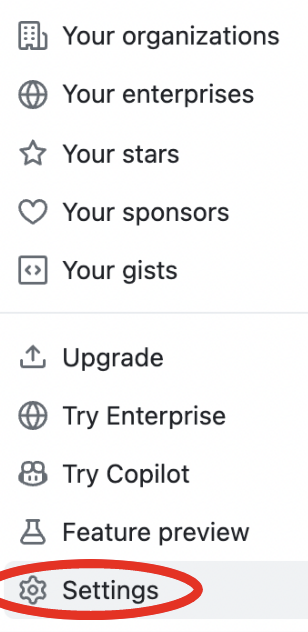 Your organizations
Your enterprises
Your stars
Your sponsors
Your gists
Upgrade
Try Enterprise
Try Copilot
Feature preview
Settings